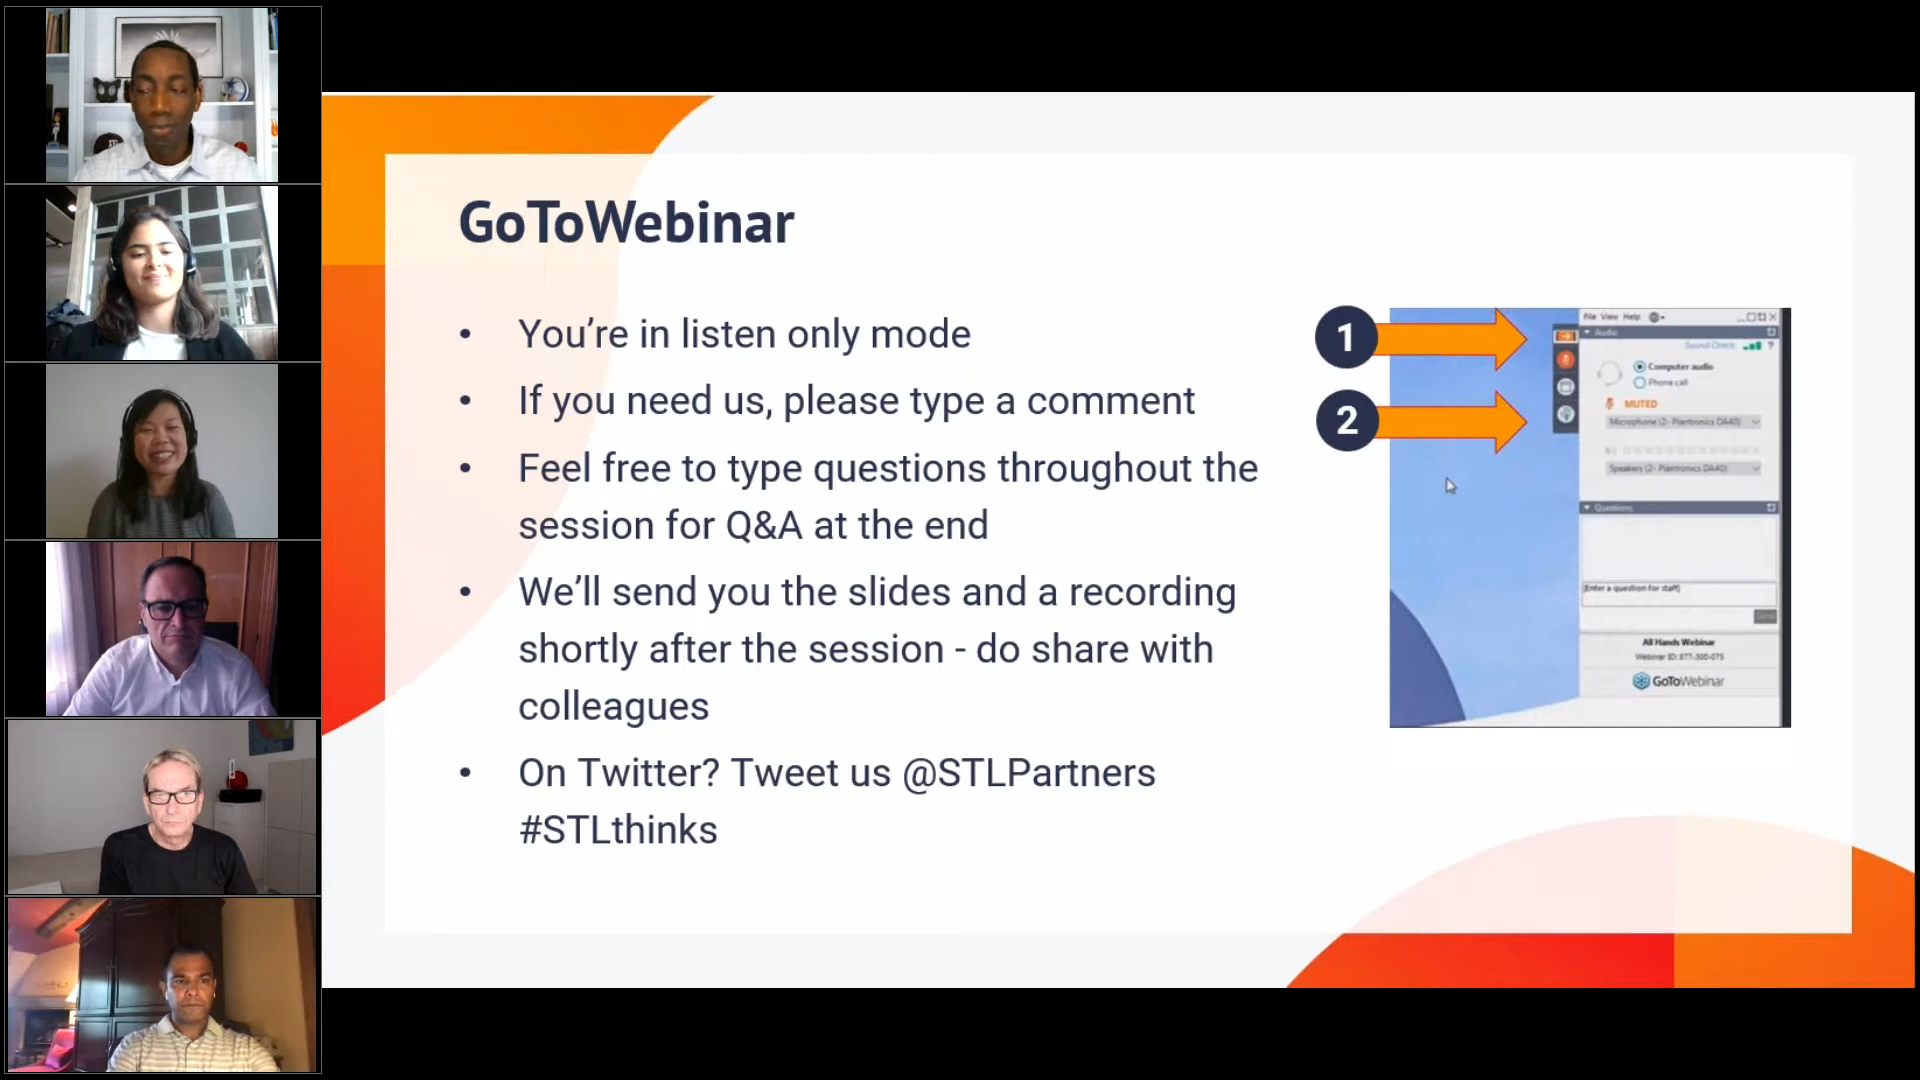 GoToWebinar
• You’re in listen only mode
• If you need us, please type a comment
• Feel free to type questions throughout the
session for Q&A at the end
• We’ll send you the slides and a recording
shortly after the session - do share with
colleagues
• On Twitter? Tweet us @STLPartners
#STLthinks
1
2
File View Help
Audio
Sound Check
?
Computer audio
Phone call
MUTED
Microphone (2- Plantronics DA40)
Speakers (2- Plantronics DA40)
Questions
[Enter a question for staff]
Send
All Hands Webinar
Webinar ID: 877-300-075
GoToWebinar